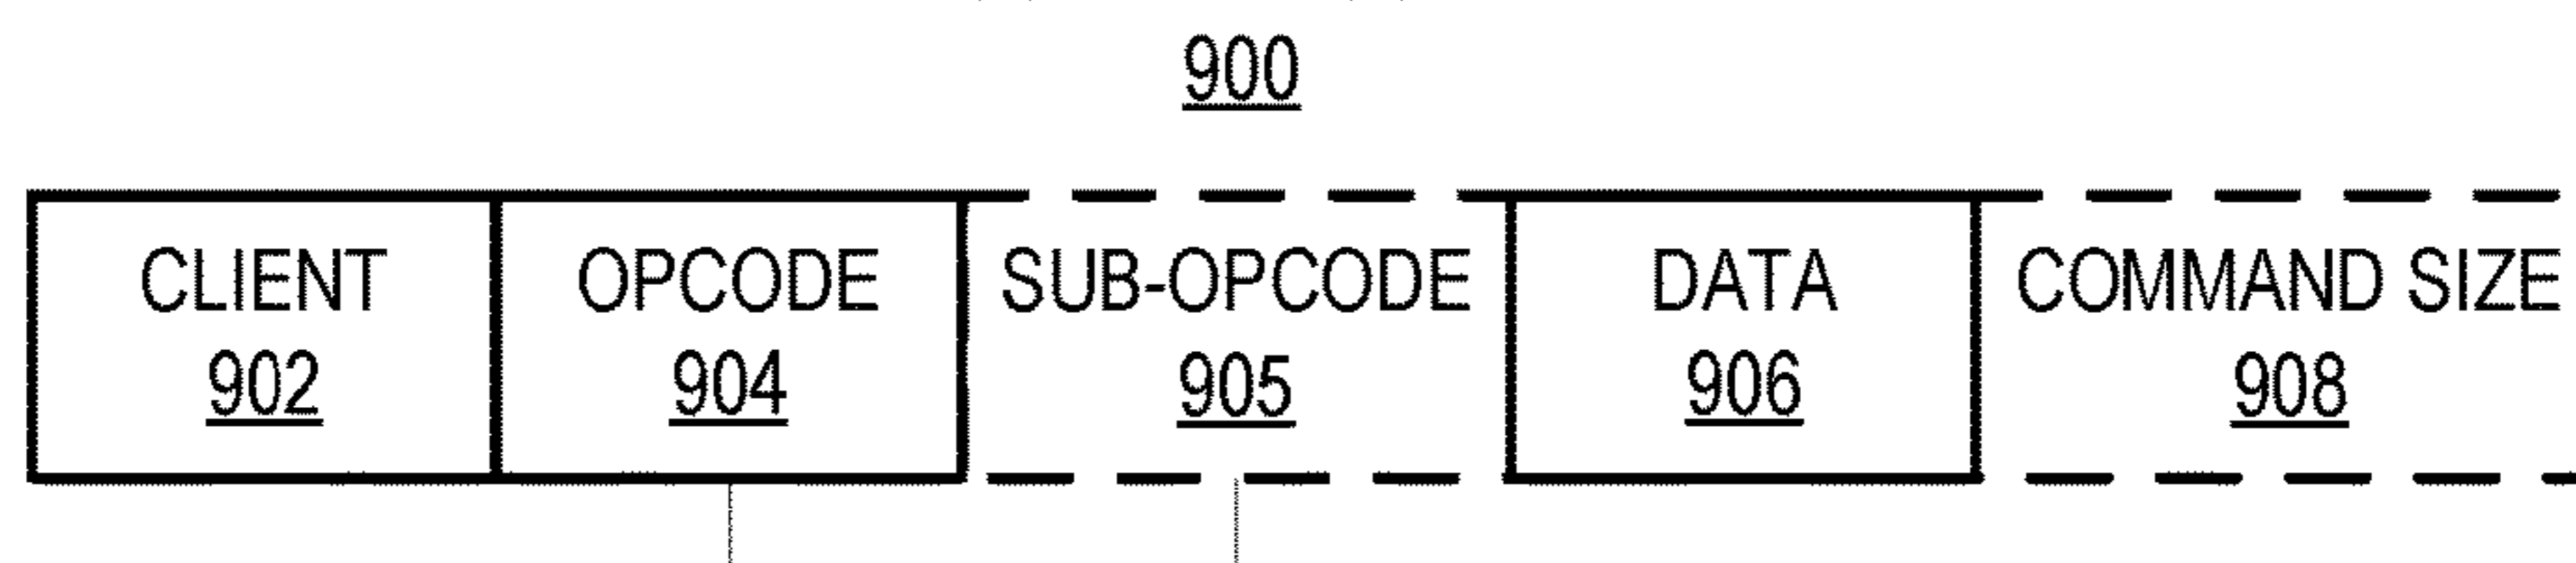 900
CLIENT OPCODE SUB-OPCODE DATA COMMAND SIZE
902 904 905 906 908